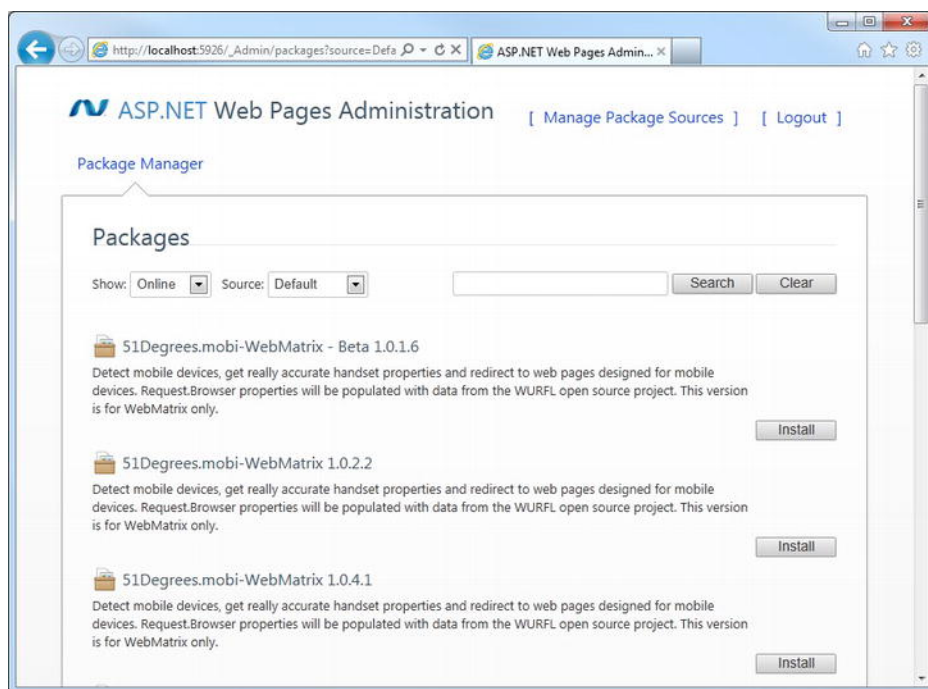 http://localhost:5926/_Admin/packages?source=Defa
ASP.NET Web Pages Admin...
ASP.NET Web Pages Administration
[ Manage Package Sources ] [ Logout ]
Package Manager
Packages
Show: Online Source: Default Search Clear
51Degrees.mobi-WebMatrix - Beta 1.0.1.6
Detect mobile devices, get really accurate handset properties and redirect to web pages designed for mobile
devices. Request.Browser properties will be populated with data from the WURFL open source project. This version
is for WebMatrix only.
Install
51Degrees.mobi-WebMatrix 1.0.2.2
Detect mobile devices, get really accurate handset properties and redirect to web pages designed for mobile
devices. Request.Browser properties will be populated with data from the WURFL open source project. This version
is for WebMatrix only.
Install
51Degrees.mobi-WebMatrix 1.0.4.1
Detect mobile devices, get really accurate handset properties and redirect to web pages designed for mobile
devices. Request.Browser properties will be populated with data from the WURFL open source project. This version
is for WebMatrix only.
Install